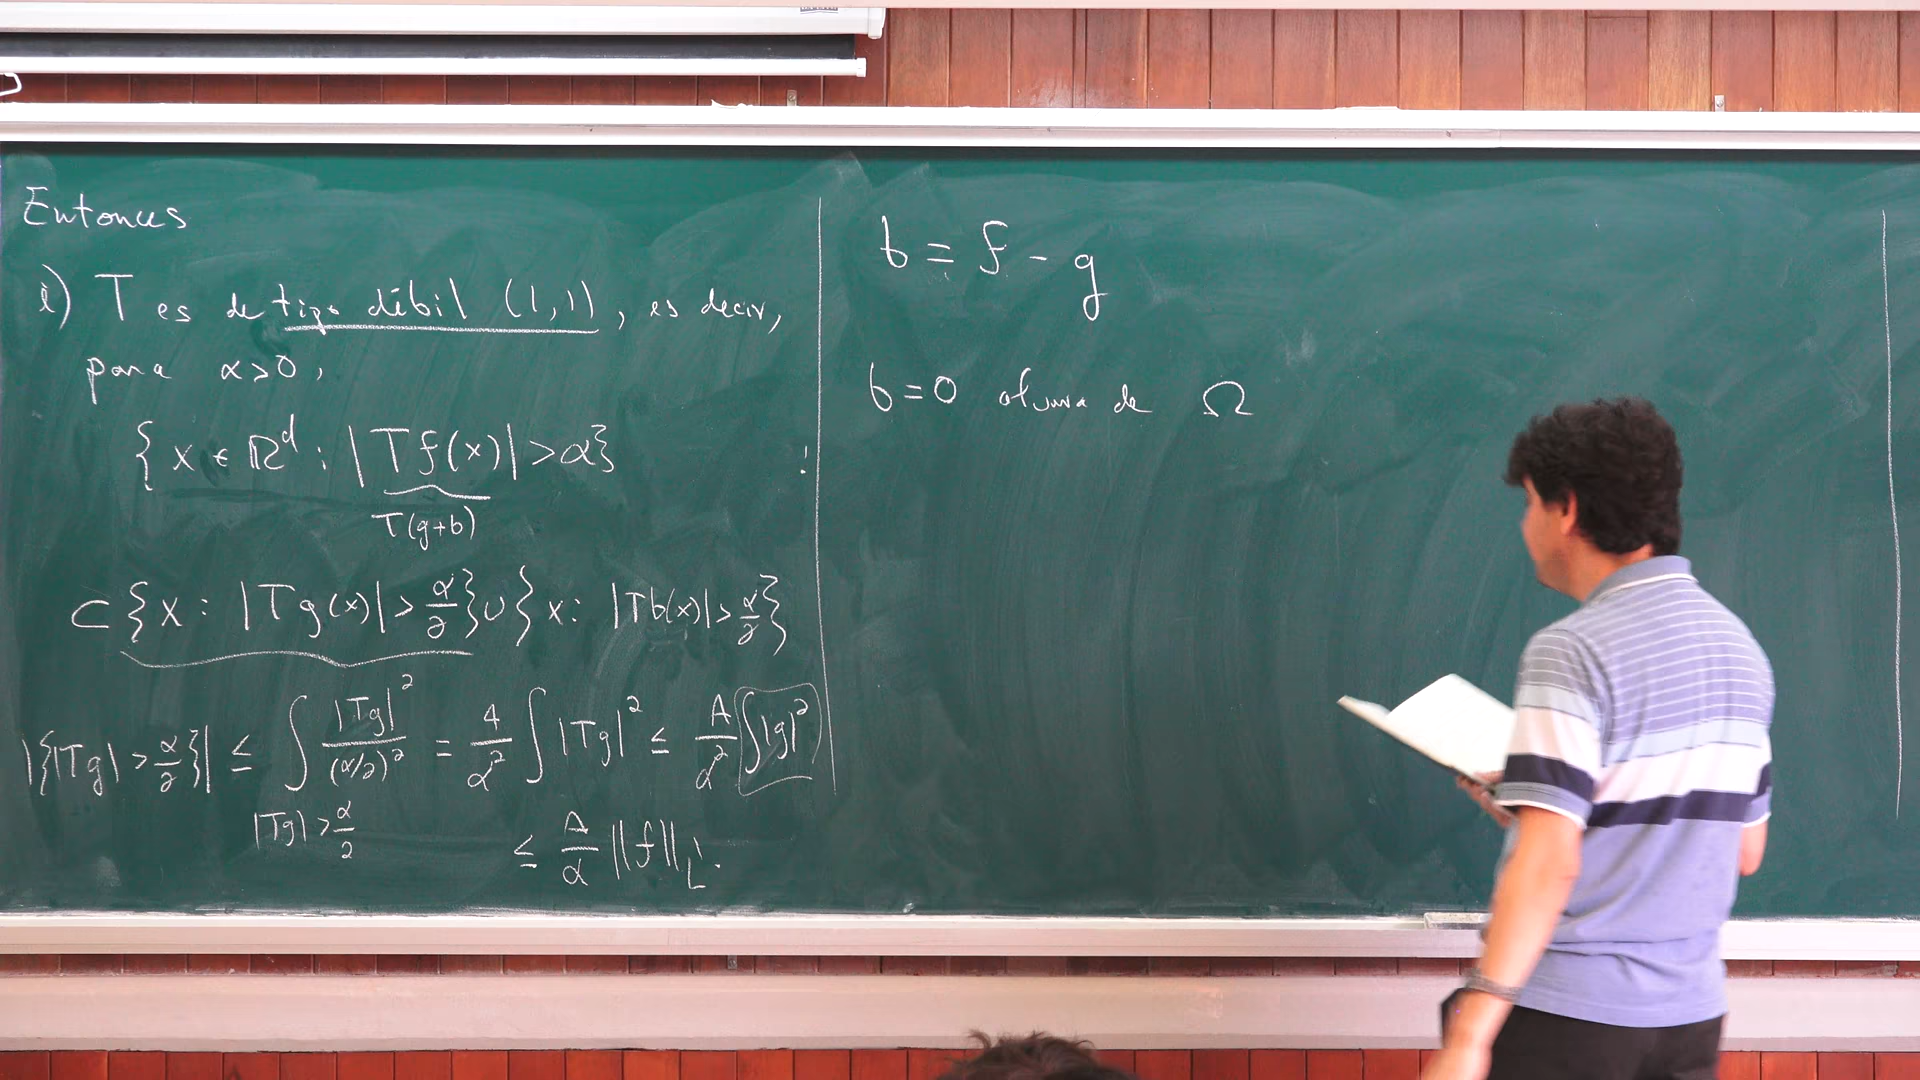 Entonces
i) T es de tipo débil (1,1), es decir,
para α>0,
{x ∈ ℝ^d : |Tf(x)| > α}
T(g+b)
⊂ {x : |Tg(x)| > α/2} ∪ {x : |Tb(x)| > α/2}
|{|Tg| > α/2}| ≤ ∫ |Tg|²/(α/2)² = 4/α² ∫ |Tg|² ≤ A/α² ∫|g|²
|Tg| > α/2
≤ A/α ||f||_L¹.
b = f - g
b = 0 afuera de Ω